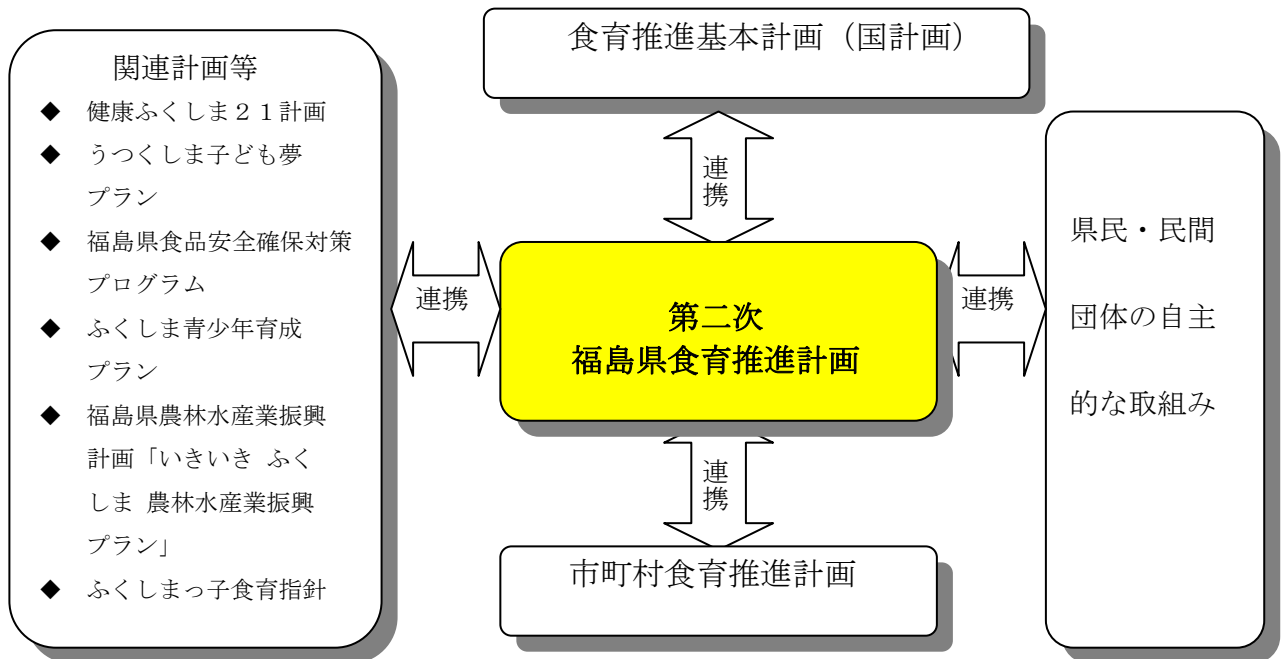 食育推進基本計画（国計画）
関連計画等
◆ 健康ふくしま２１計画
◆ うつくしま子ども夢
プラン
◆ 福島県食品安全確保対策
プログラム
◆ ふくしま青少年育成
プラン
◆ 福島県農林水産業振興
計画「いきいき ふく
しま 農林水産業振興
プラン」
◆ ふくしまっ子食育指針
連携
連携
第二次
福島県食育推進計画
連携
県民・民間
団体の自主
的な取組み
連携
市町村食育推進計画